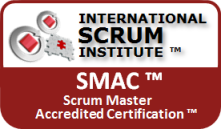 INTERNATIONAL
SCRUM
INSTITUTE ™
SMAC ™
Scrum Master
Accredited Certification ™